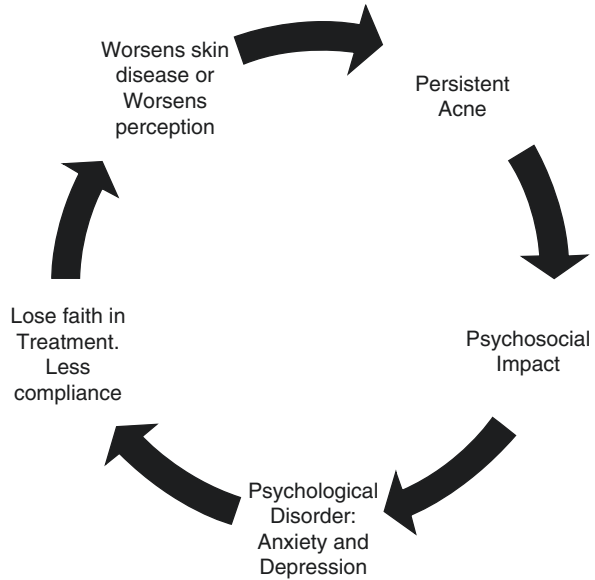 Worsens skin
disease or
Worsens
perception
Persistent
Acne
Psychosocial
Impact
Psychological
Disorder:
Anxiety and
Depression
Lose faith in
Treatment.
Less
compliance